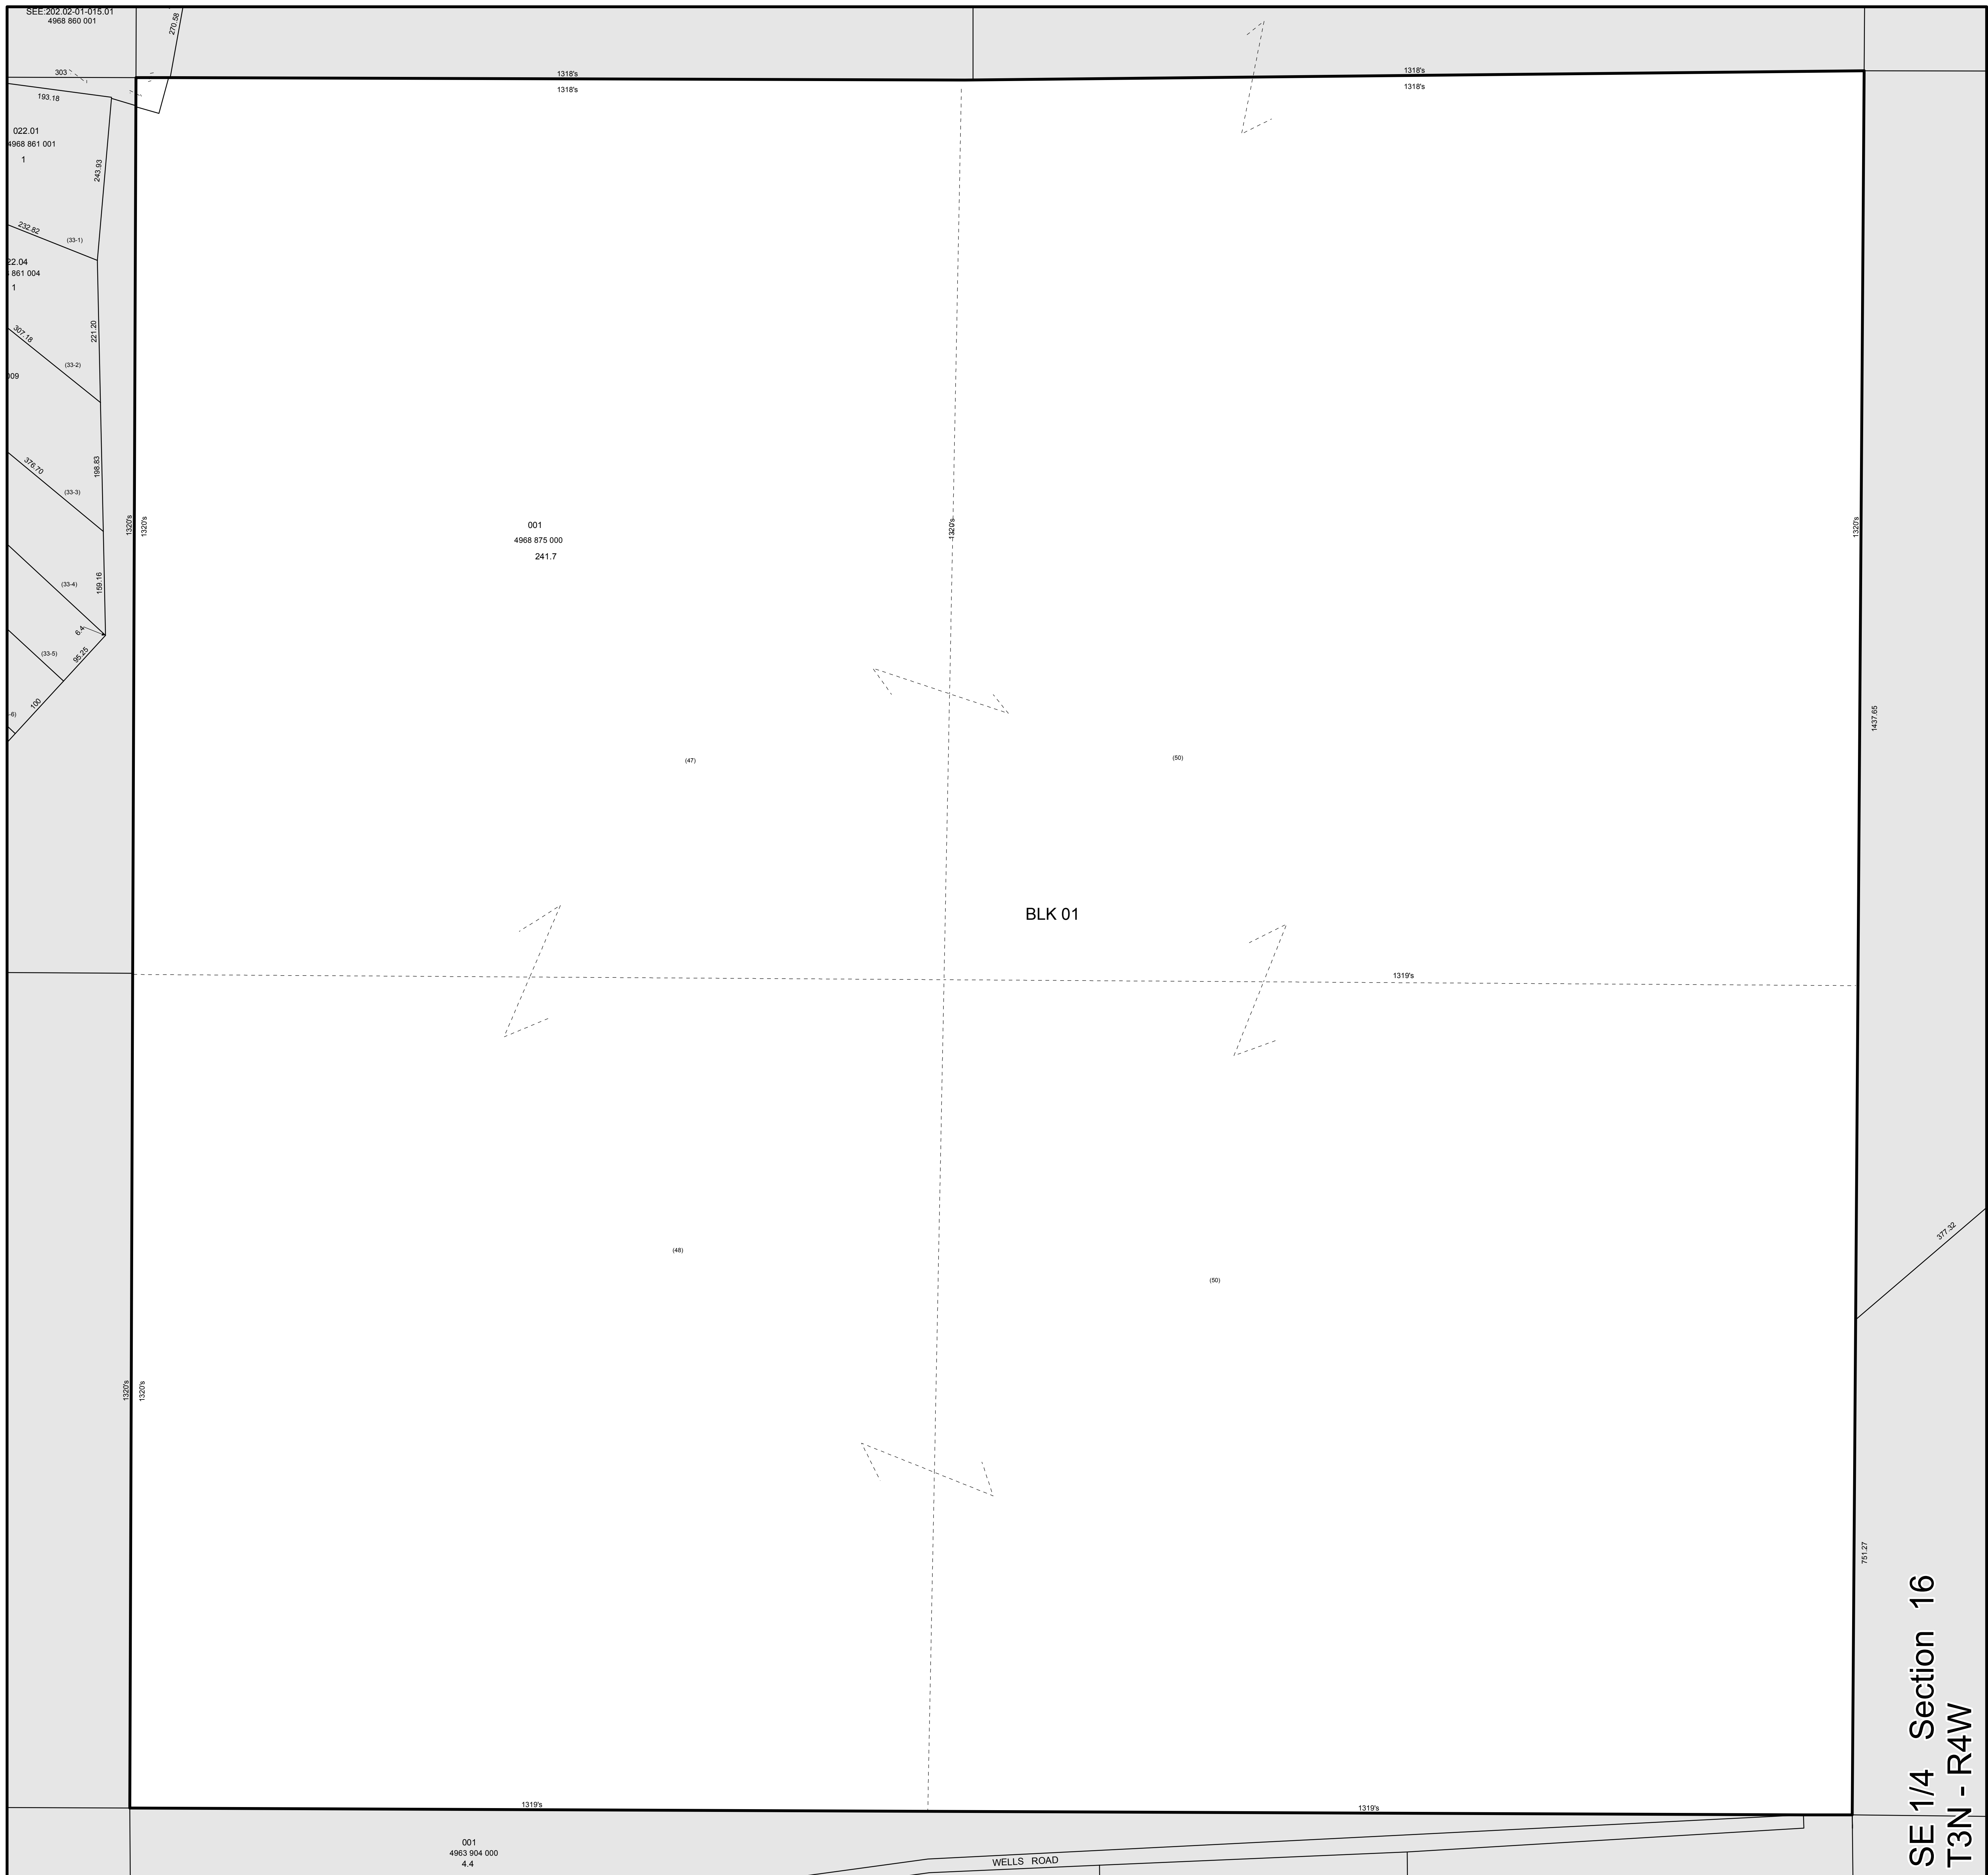 SEE:202.02-01-015.01
4968 860 001
270.58
303
1318's
1318's
1318's
1318's
193.18
022.01
4968 861 001
1
243.93
232.82
(33-1)
22.04
861 004
1
221.20
307.18
(33-2)
009
198.83
376.70
(33-3)
1320's
1320's
001
4968 875 000
241.7
1320's
1320's
159.16
(33-4)
6.4
95.25
(33-5)
100
-6)
1437.65
(47)
(50)
BLK 01
1319's
377.32
(48)
(50)
1320's
1320's
751.27
SE 1/4 Section 16
T3N - R4W
1319's
1319's
001
4963 904 000
4.4
WELLS ROAD